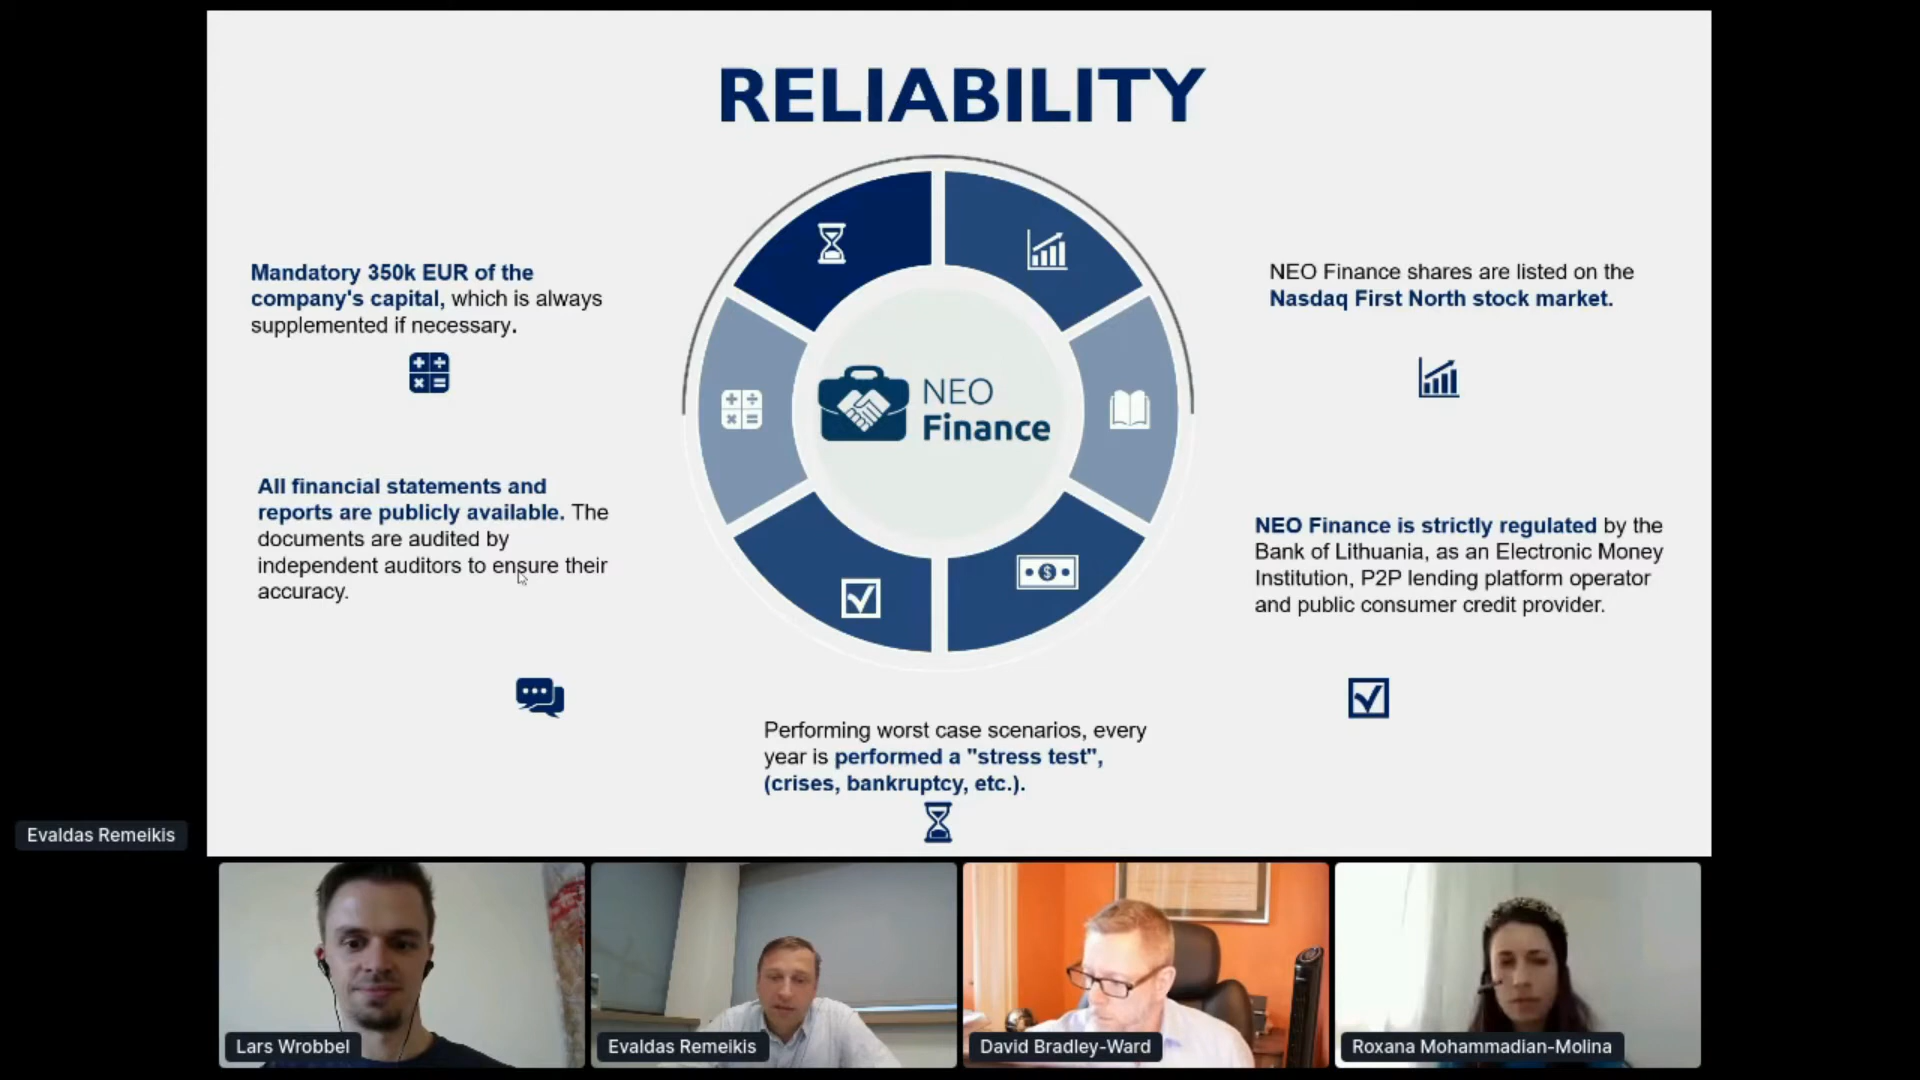 RELIABILITY
Mandatory 350k EUR of the
company's capital, which is always
supplemented if necessary.
All financial statements and
reports are publicly available. The
documents are audited by
independent auditors to ensure their
accuracy.
NEO
Finance
NEO Finance shares are listed on the
Nasdaq First North stock market.
NEO Finance is strictly regulated by the
Bank of Lithuania, as an Electronic Money
Institution, P2P lending platform operator
and public consumer credit provider.
Performing worst case scenarios, every
year is performed a "stress test",
(crises, bankruptcy, etc.).
Evaldas Remeikis
Lars Wrobbel
Evaldas Remeikis
David Bradley-Ward
Roxana Mohammadian-Molina